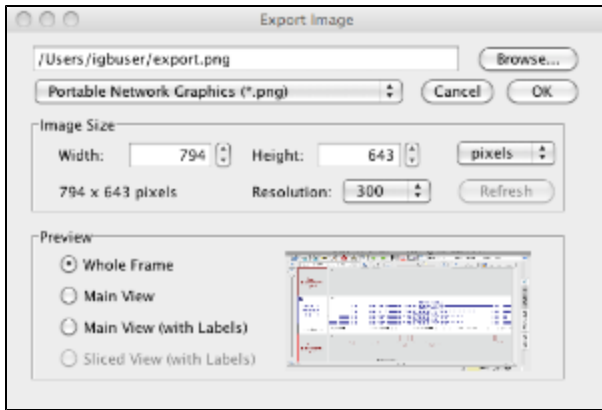 Export Image
/Users/igbuser/export.png Browse...
Portable Network Graphics (*.png) Cancel OK
Image Size
Width: 794 Height: 643 pixels
794 x 643 pixels Resolution: 300 Refresh
Preview
Whole Frame
Main View
Main View (with Labels)
Sliced View (with Labels)